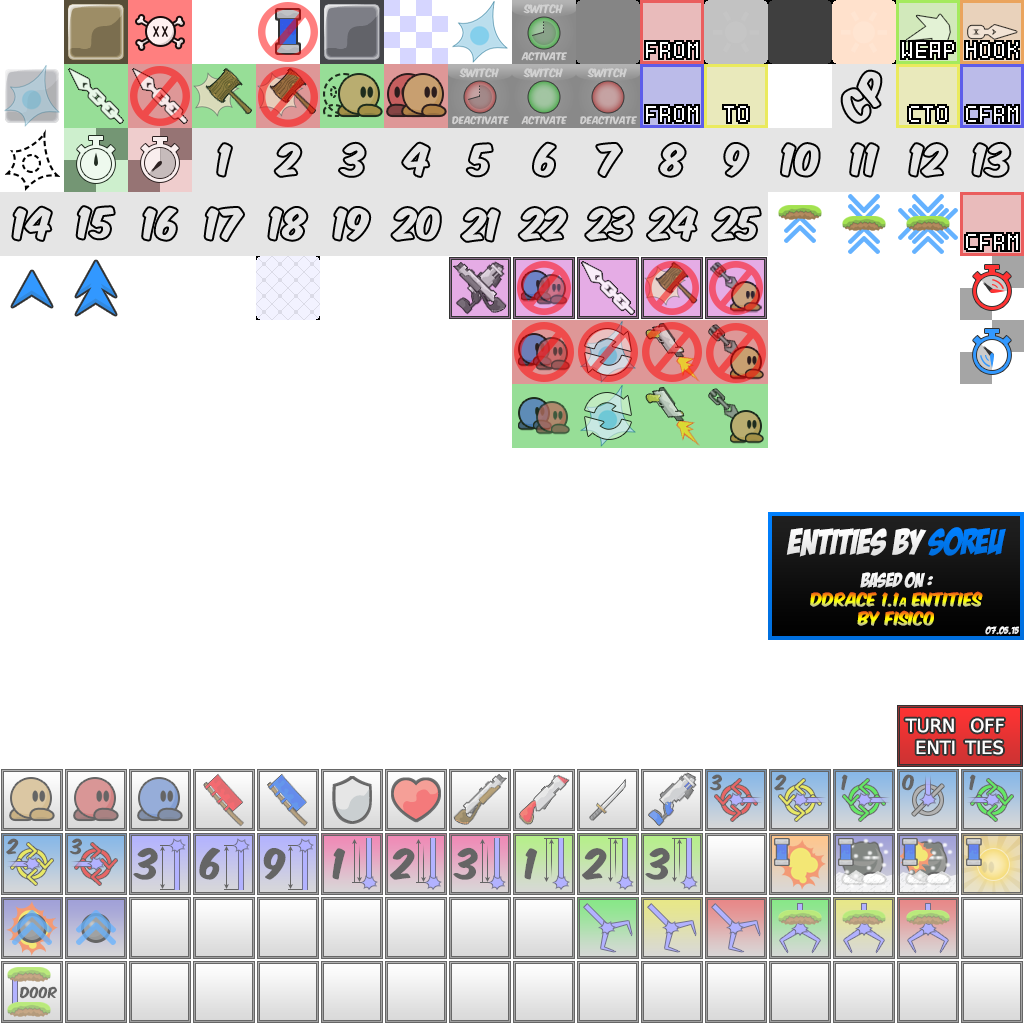 SWITCH
ACTIVATE
FROM
WEAP
HOOK
SWITCH
DEACTIVATE
SWITCH
ACTIVATE
SWITCH
DEACTIVATE
FROM
TO
CP
CTO
CFRM
1 2 3 4 5 6 7 8 9 10 11 12 13
14 15 16 17 18 19 20 21 22 23 24 25
CFRM
ENTITIES BY SOREU
BASED ON :
DDRACE 1.1A ENTITIES
BY FISICO
07.05.15
TURN OFF
ENTI TIES
3 2 1 0 1
2 3 3 6 9 1 2 3 1 2 3
DOOR